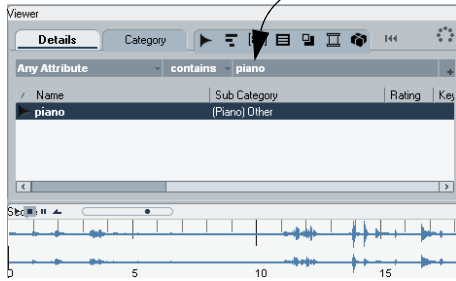 Viewer
Details Category
Any Attribute contains piano
Name Sub Category Rating Key
piano (Piano) Other
Scope
0 5 10 15